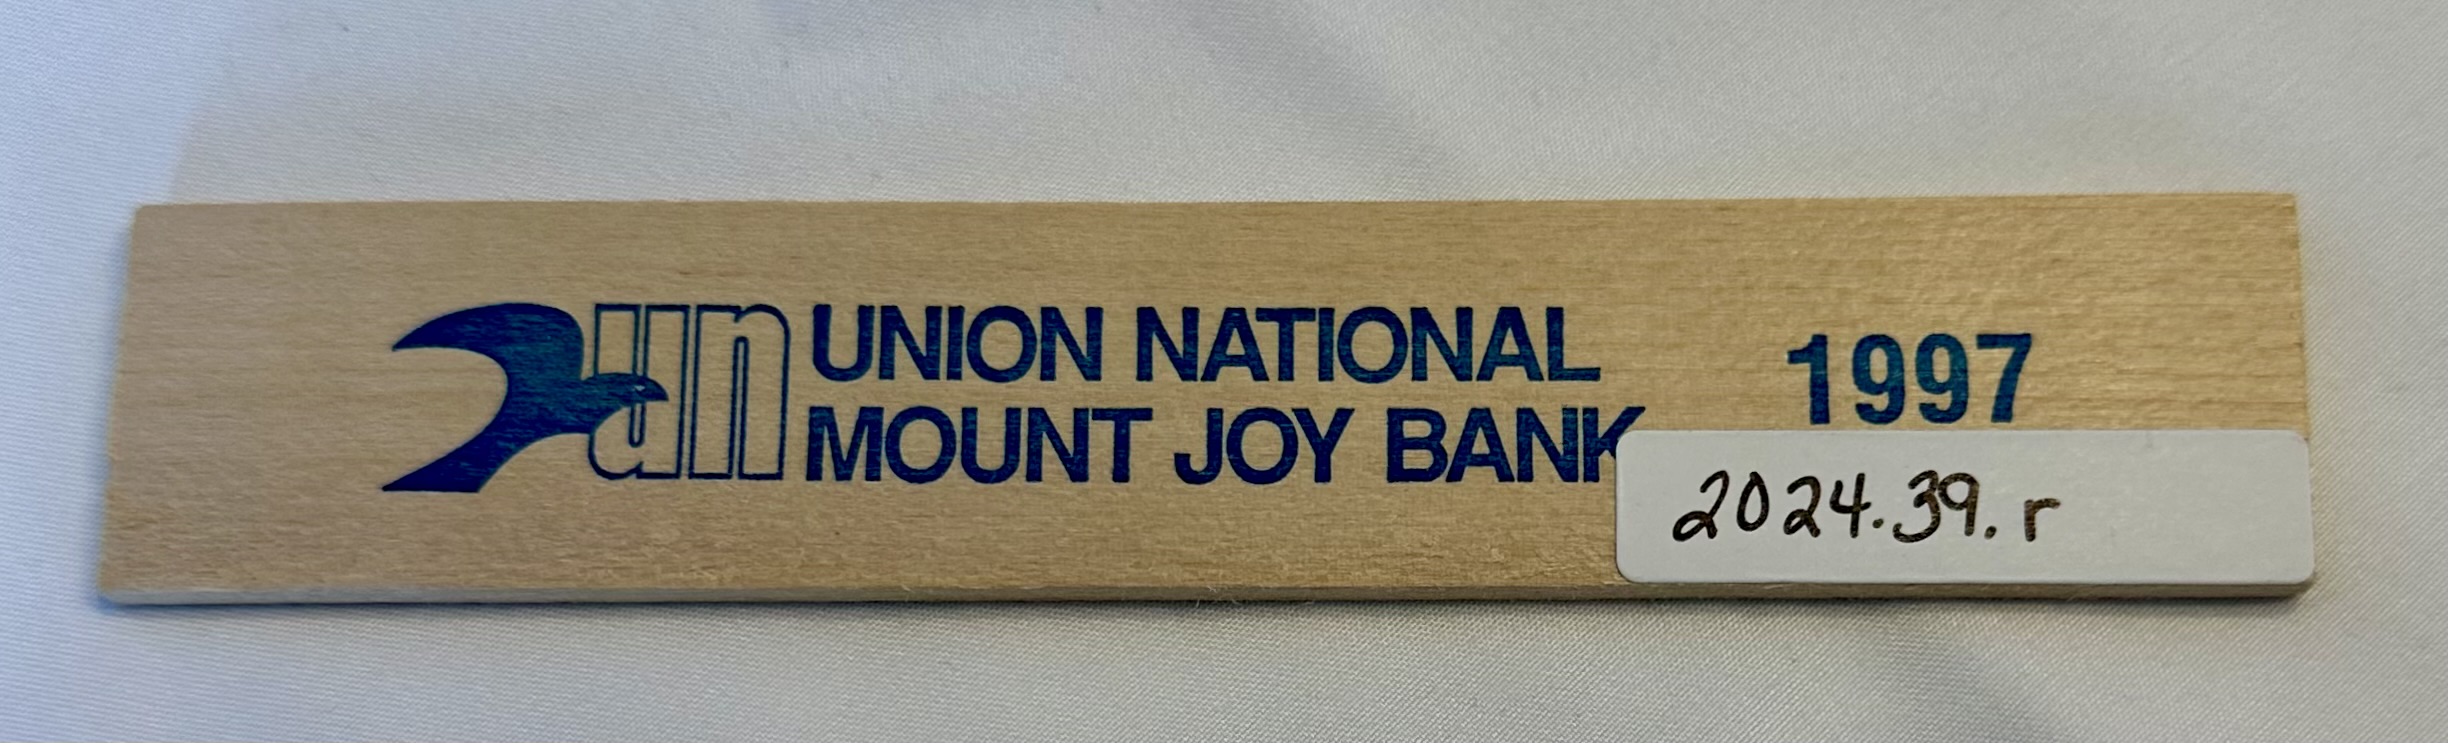 un UNION NATIONAL
MOUNT JOY BANK
1997
2024.39.r